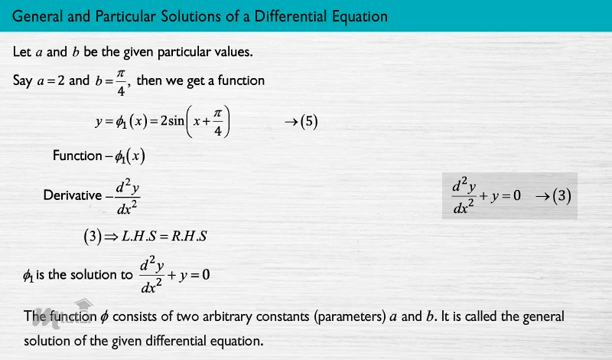 General and Particular Solutions of a Differential Equation
Let a and b be the given particular values.
Say a = 2 and b = π/4, then we get a function
y = ϕ₁(x) = 2sin(x + π/4) →(5)
Function – ϕ₁(x)
Derivative – d²y/dx²
d²y/dx² + y = 0 →(3)
(3) ⇒ L.H.S = R.H.S
ϕ₁ is the solution to d²y/dx² + y = 0
The function ϕ consists of two arbitrary constants (parameters) a and b. It is called the general
solution of the given differential equation.